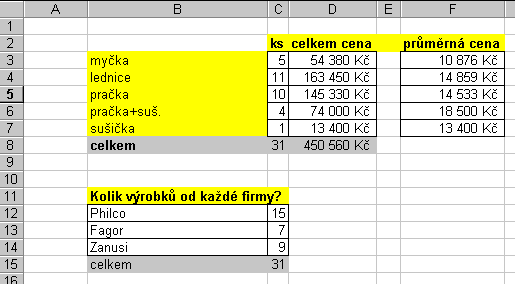 A B C D E F
1
2 ks celkem cena průměrná cena
3 myčka 5 54 380 Kč 10 876 Kč
4 lednice 11 163 450 Kč 14 859 Kč
5 pračka 10 145 330 Kč 14 533 Kč
6 pračka+suš. 4 74 000 Kč 18 500 Kč
7 sušička 1 13 400 Kč 13 400 Kč
8 celkem 31 450 560 Kč
9
10
11 Kolik výrobků od každé firmy?
12 Philco 15
13 Fagor 7
14 Zanusi 9
15 celkem 31
16